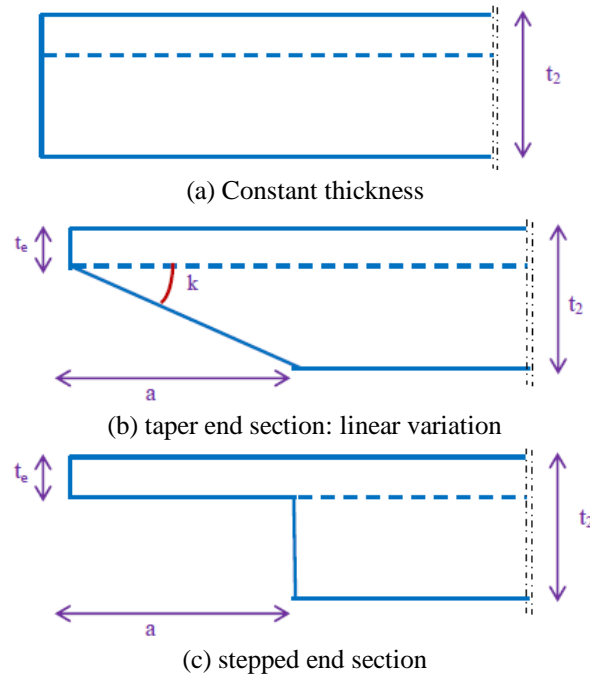 t₂
(a) Constant thickness
tₑ
k
t₂
a
(b) taper end section: linear variation
tₑ
t₂
a
(c) stepped end section